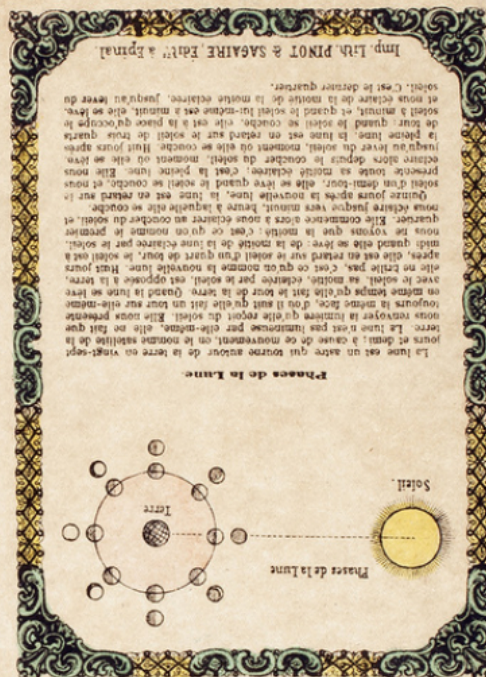 Phases de la Lune
Soleil.
Terre
Phases de la Lune.
La lune est un astre qui tourne autour de la terre en vingt-sept
jours et demi; à cause de ce mouvement, on le nomme satellite de la
terre. La lune n'est pas lumineuse par elle-même, elle ne fait que
nous renvoyer la lumière qu'elle reçoit du soleil. Elle nous présente
toujours la même face, d'où il suit qu'elle fait un tour sur elle-même
en même temps qu'elle fait le tour de la terre. Quand la lune se lève
avec le soleil, sa moitié, éclairée par le soleil, est opposée à la terre,
elle ne brille pas, c'est ce qu'on nomme la nouvelle lune. Huit jours
après, elle est en retard sur le soleil d'un quart de tour, le soleil est à
midi quand elle se lève: de la moitié de la lune éclairée par le soleil,
nous ne voyons que la moitié; c'est ce qu'on nomme le premier
quartier. Elle commence alors à nous éclairer au coucher du soleil, et
nous éclaire jusque vers minuit, heure à laquelle elle se couche.
Quinze jours après la nouvelle lune, la lune est en retard sur le
soleil d'un demi-tour, elle se lève quand le soleil se couche, et nous
présente toute sa moitié éclairée; c'est la pleine lune. Elle nous
éclaire alors depuis le coucher du soleil, moment où elle se lève,
jusqu'au lever du soleil, moment où elle se couche. Huit jours après
la pleine lune, la lune est en retard sur le soleil de trois quarts
de tour, quand le soleil se couche, elle est à la place qu'occupe le
soleil à minuit, et quand le soleil lui-même est à minuit, elle se lève,
et nous éclaire de la moitié de la moitié éclairée, jusqu'au lever du
soleil. C'est le dernier quartier.
Imp. Lith. PINOT & SAGAIRE, Edit.rs à Epinal.